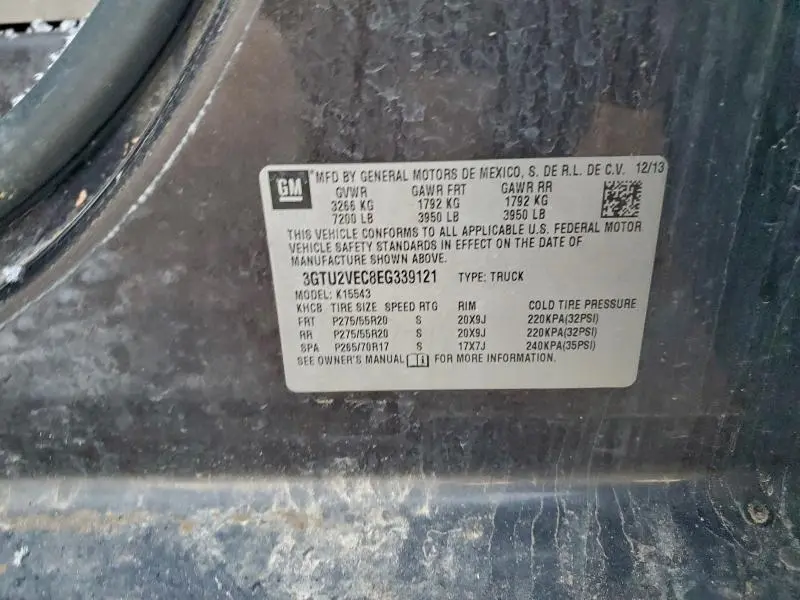 GM MFD BY GENERAL MOTORS DE MEXICO, S. DE R.L. DE C.V. 12/13
GVWR GAWR FRT GAWR RR
3266 KG 1792 KG 1792 KG
7200 LB 3950 LB 3950 LB
THIS VEHICLE CONFORMS TO ALL APPLICABLE U.S. FEDERAL MOTOR
VEHICLE SAFETY STANDARDS IN EFFECT ON THE DATE OF
MANUFACTURE SHOWN ABOVE.
3GTU2VEC8EG339121 TYPE: TRUCK
MODEL: K15543
KHCB TIRE SIZE SPEED RTG RIM COLD TIRE PRESSURE
FRT P275/55R20 S 20X9J 220KPA(32PSI)
RR P275/55R20 S 20X9J 220KPA(32PSI)
SPA P265/70R17 S 17X7J 240KPA(35PSI)
SEE OWNER'S MANUAL FOR MORE INFORMATION.